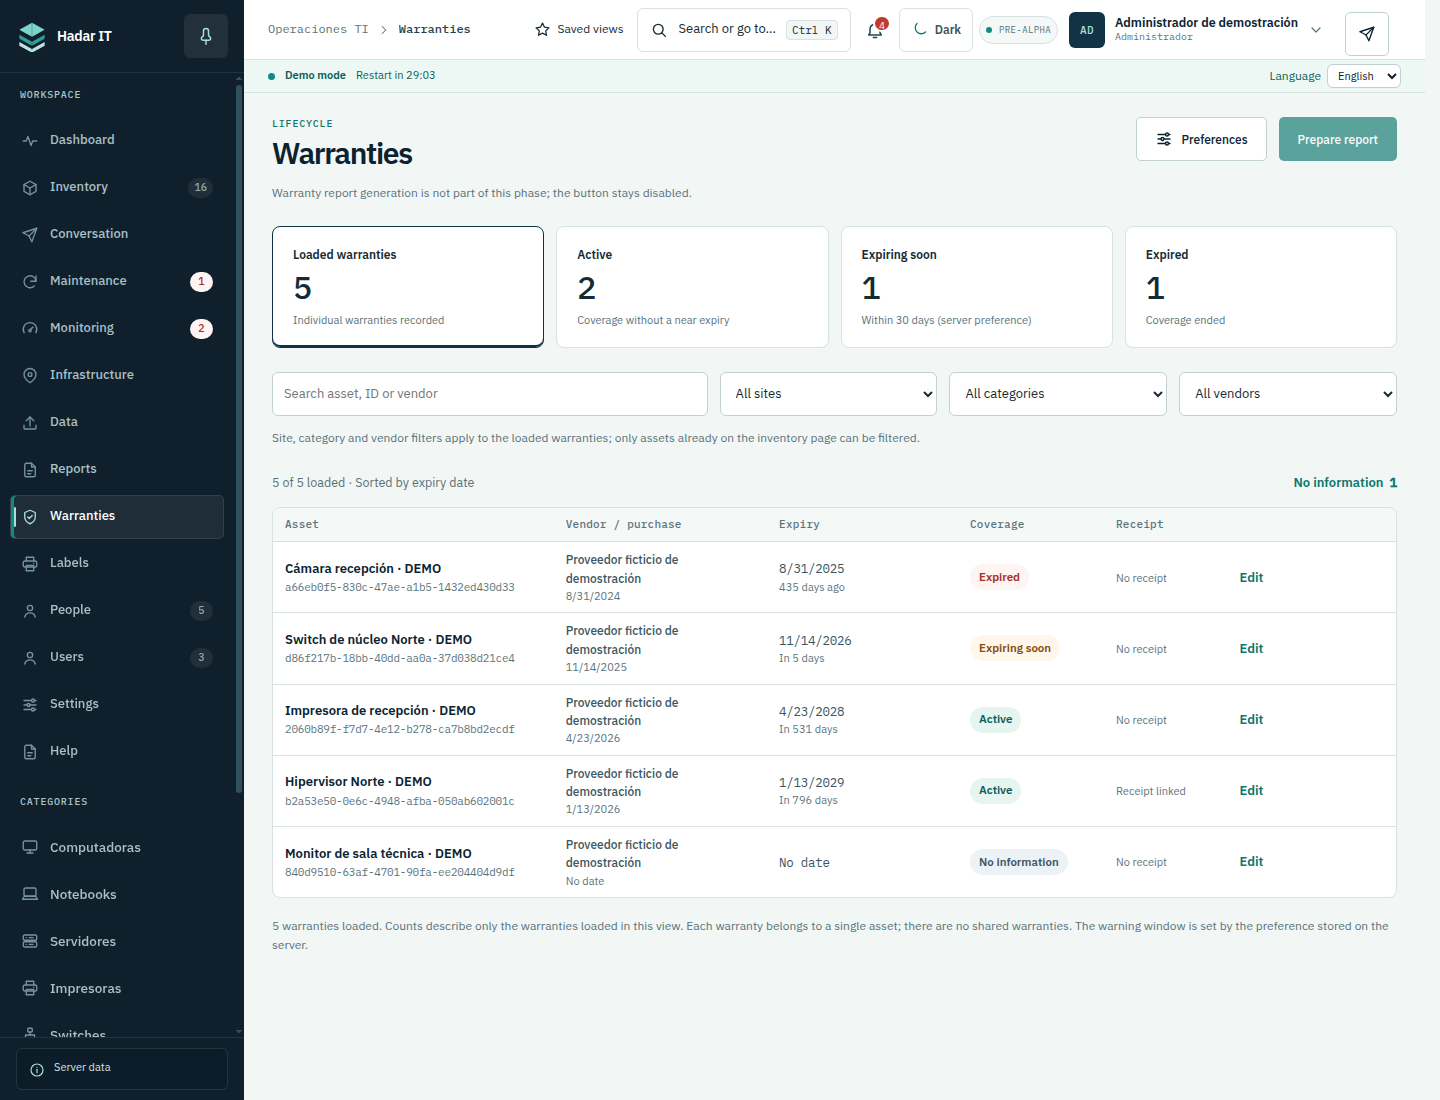 Hadar IT
WORKSPACE
Dashboard
Inventory 16
Conversation
Maintenance 1
Monitoring 2
Infrastructure
Data
Reports
Warranties
Labels
People 5
Users 3
Settings
Help
CATEGORIES
Computadoras
Notebooks
Servidores
Impresoras
Switches
Server data
Operaciones TI > Warranties
Saved views
Search or go to... Ctrl K
4
Dark
PRE-ALPHA
AD
Administrador de demostración
Administrador
Demo mode Restart in 29:03
Language English
LIFECYCLE
Warranties
Warranty report generation is not part of this phase; the button stays disabled.
Preferences
Prepare report
Loaded warranties
5
Individual warranties recorded
Active
2
Coverage without a near expiry
Expiring soon
1
Within 30 days (server preference)
Expired
1
Coverage ended
Search asset, ID or vendor
All sites
All categories
All vendors
Site, category and vendor filters apply to the loaded warranties; only assets already on the inventory page can be filtered.
5 of 5 loaded · Sorted by expiry date
No information 1
Asset Vendor / purchase Expiry Coverage Receipt
Cámara recepción · DEMO
a66eb0f5-830c-47ae-a1b5-1432ed430d33
Proveedor ficticio de
demostración
8/31/2024
8/31/2025
435 days ago
Expired
No receipt
Edit
Switch de núcleo Norte · DEMO
d86f217b-18bb-40dd-aa0a-37d038d21ce4
Proveedor ficticio de
demostración
11/14/2025
11/14/2026
In 5 days
Expiring soon
No receipt
Edit
Impresora de recepción · DEMO
2060b89f-f7d7-4e12-b278-ca7b8bd2ecdf
Proveedor ficticio de
demostración
4/23/2026
4/23/2028
In 531 days
Active
No receipt
Edit
Hipervisor Norte · DEMO
b2a53e50-0e6c-4948-afba-050ab602001c
Proveedor ficticio de
demostración
1/13/2026
1/13/2029
In 796 days
Active
Receipt linked
Edit
Monitor de sala técnica · DEMO
840d9510-63af-4701-90fa-ee204404d9df
Proveedor ficticio de
demostración
No date
No date
No information
No receipt
Edit
5 warranties loaded. Counts describe only the warranties loaded in this view. Each warranty belongs to a single asset; there are no shared warranties. The warning window is set by the preference stored on the
server.